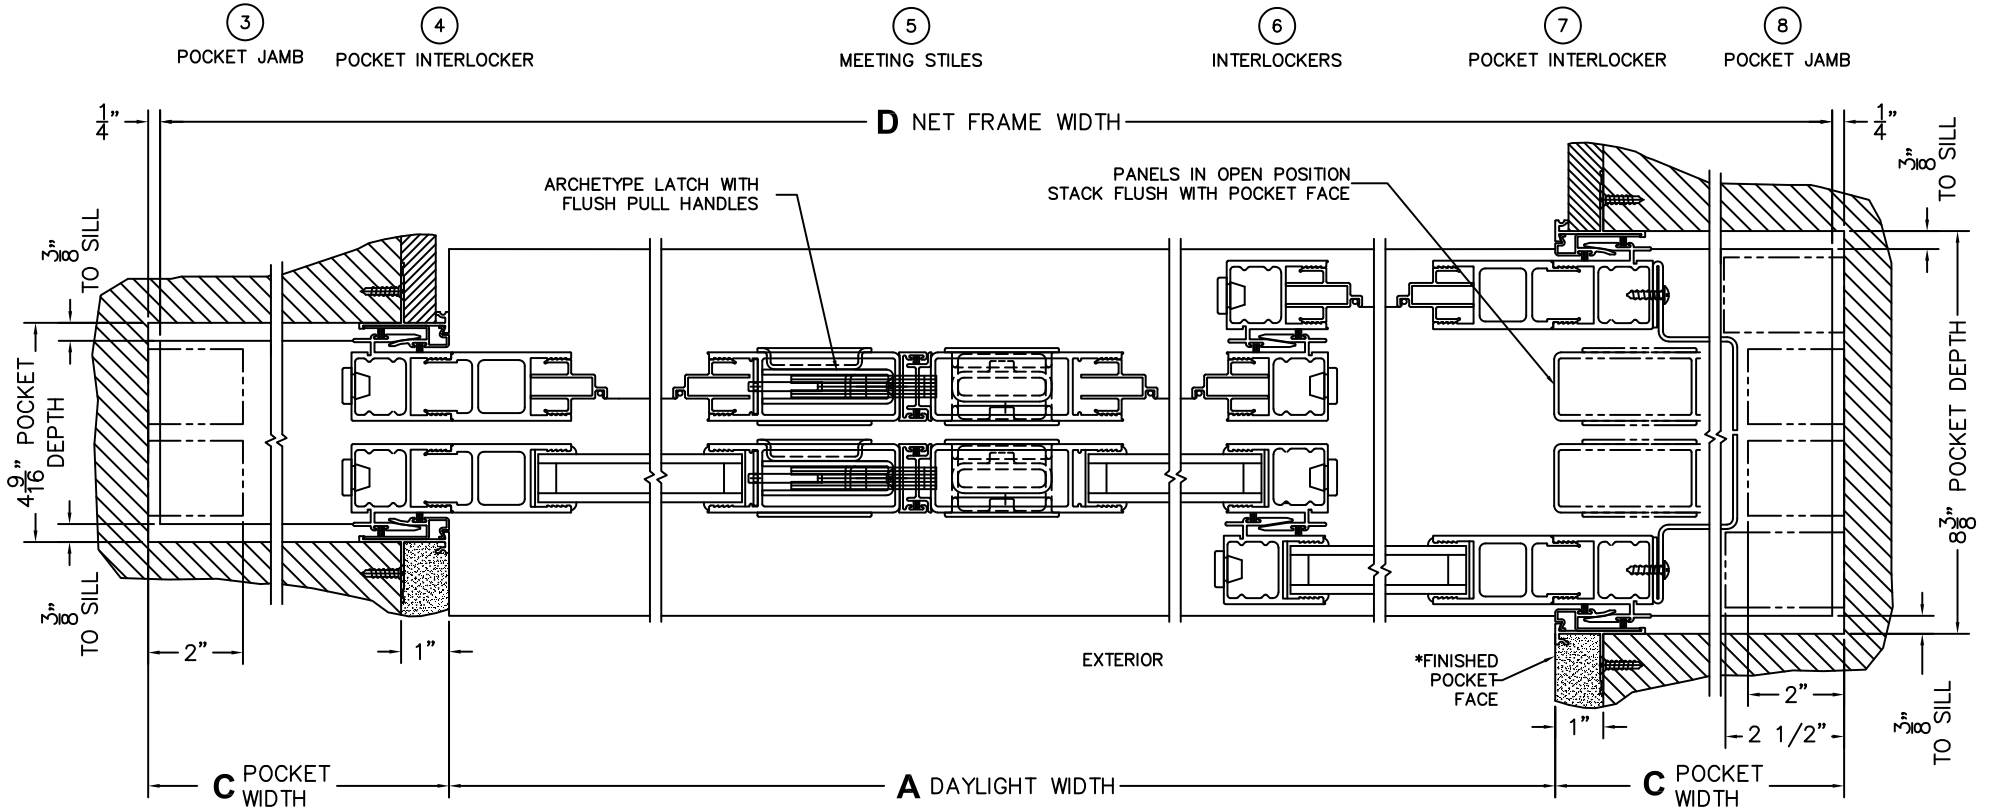 3
POCKET JAMB
4
POCKET INTERLOCKER
5
MEETING STILES
6
INTERLOCKERS
7
POCKET INTERLOCKER
8
POCKET JAMB
1/4"
D NET FRAME WIDTH
1/4"
ARCHETYPE LATCH WITH
FLUSH PULL HANDLES
PANELS IN OPEN POSITION
STACK FLUSH WITH POCKET FACE
3/8"
TO SILL
3/8"
TO SILL
4 9/16" POCKET
DEPTH
8 3/8" POCKET DEPTH
3/8"
TO SILL
3/8"
TO SILL
2"
1"
EXTERIOR
*FINISHED
POCKET
FACE
1"
2"
2 1/2"
C POCKET
WIDTH
A DAYLIGHT WIDTH
C POCKET
WIDTH